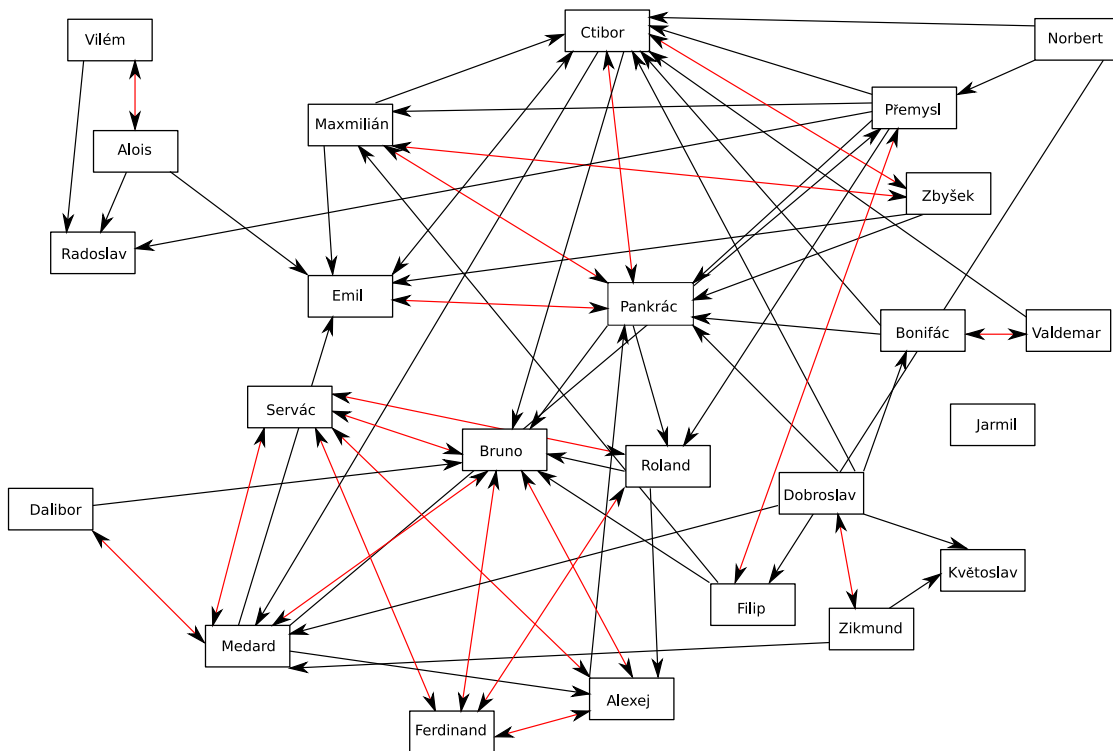 Ctibor
Vilém
Norbert
Přemysl
Maxmilián
Alois
Zbyšek
Radoslav
Emil
Pankrác
Bonifác
Valdemar
Servác
Jarmil
Bruno
Roland
Dobroslav
Dalibor
Květoslav
Filip
Zikmund
Medard
Alexej
Ferdinand